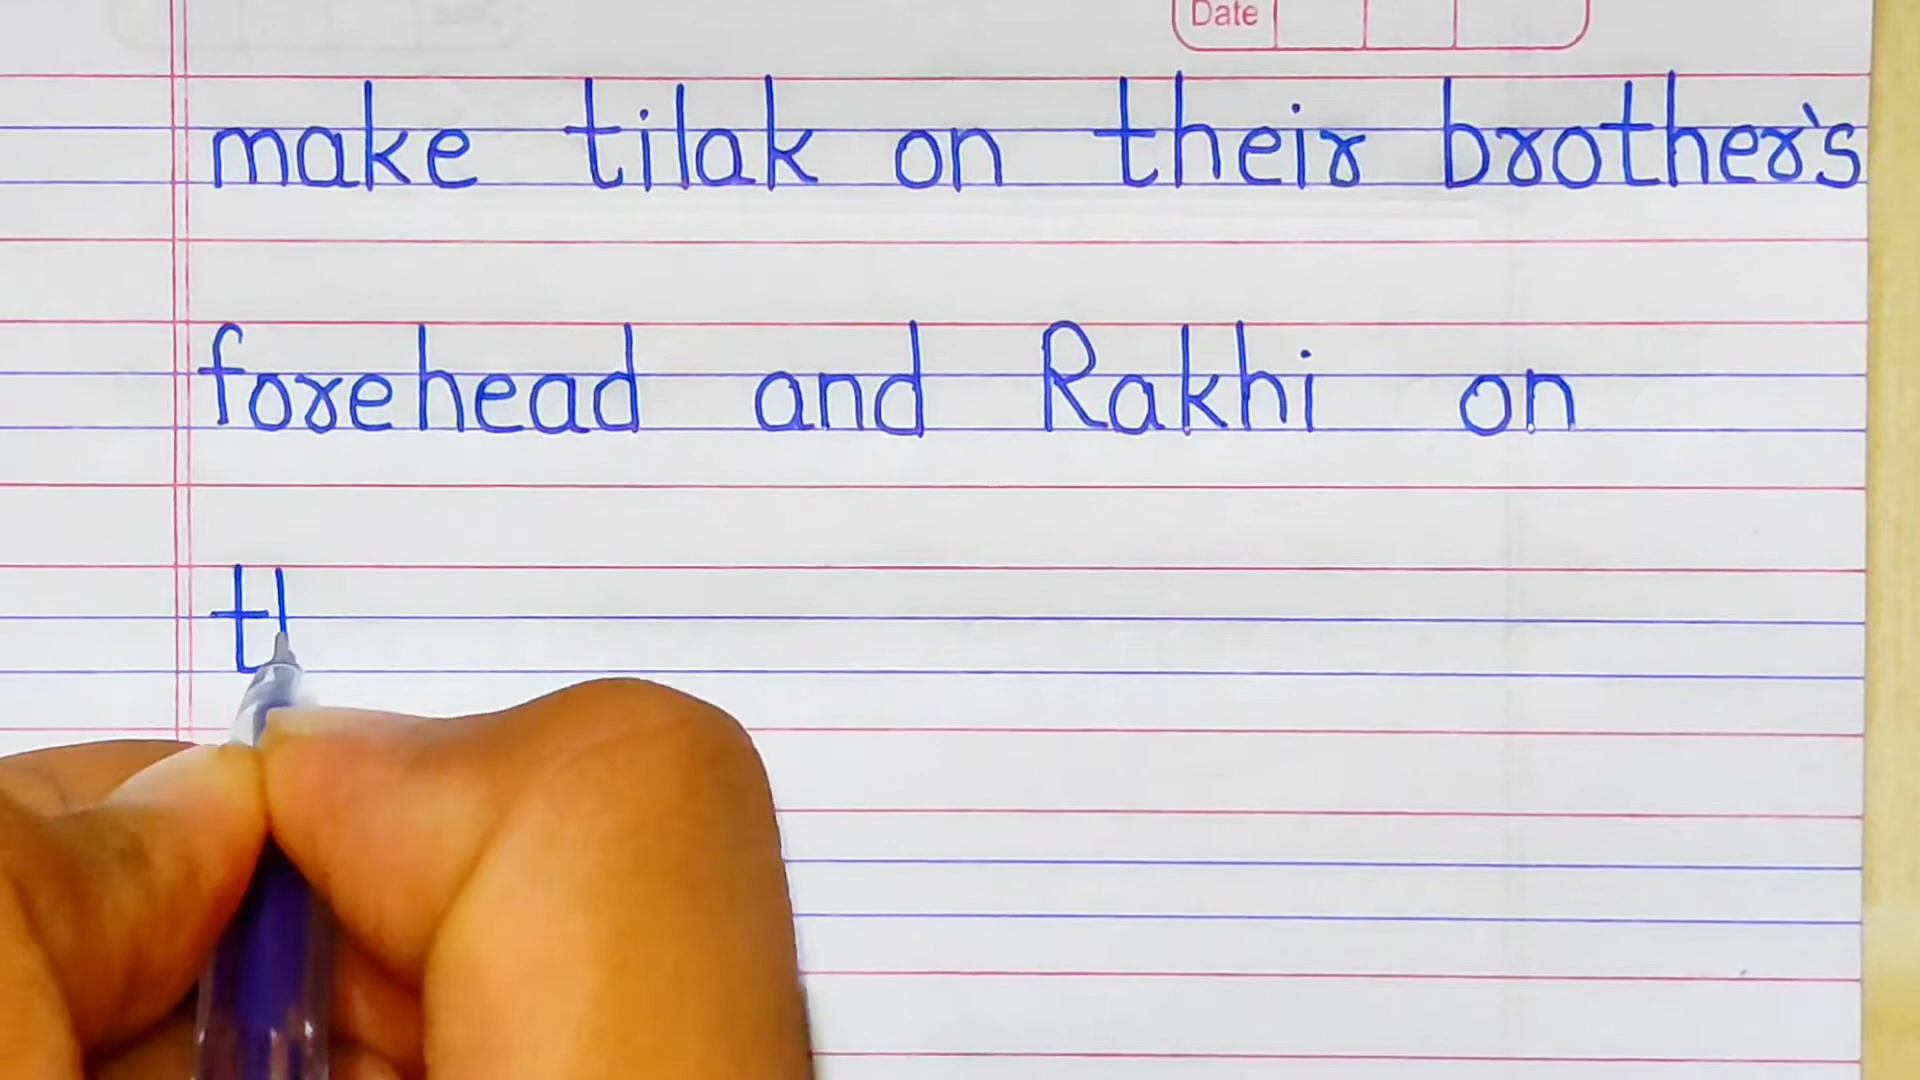 Date
make tilak on their brother's
forehead and Rakhi on
t